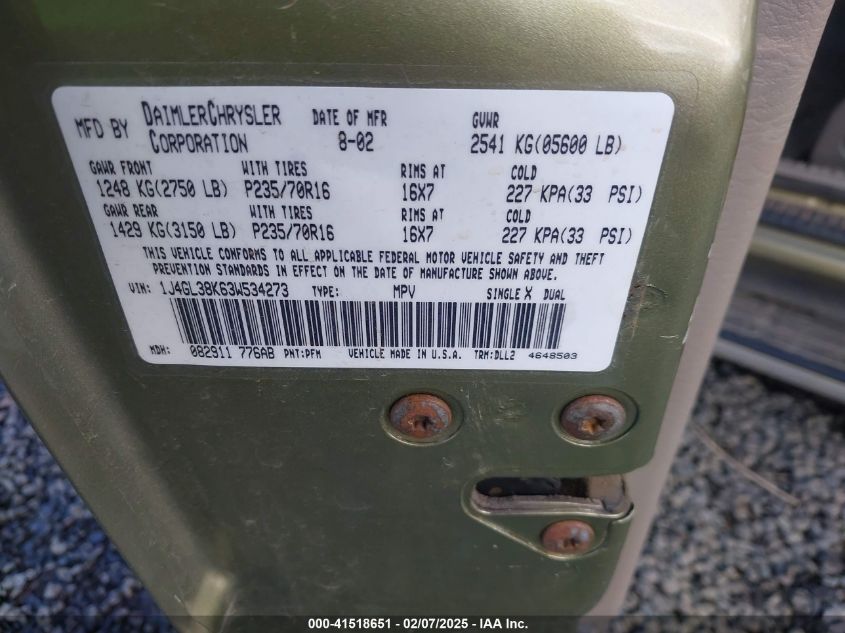 MFD BY DAIMLERCHRYSLER CORPORATION DATE OF MFR 8-02 GVWR 2541 KG(05600 LB)
GAWR FRONT WITH TIRES RIMS AT COLD
1248 KG(2750 LB) P235/70R16 16X7 227 KPA(33 PSI)
GAWR REAR WITH TIRES RIMS AT COLD
1429 KG(3150 LB) P235/70R16 16X7 227 KPA(33 PSI)
THIS VEHICLE CONFORMS TO ALL APPLICABLE FEDERAL MOTOR VEHICLE SAFETY AND THEFT
PREVENTION STANDARDS IN EFFECT ON THE DATE OF MANUFACTURE SHOWN ABOVE.
VIN: 1J4GL38K63W534273 TYPE: MPV SINGLE X DUAL
MDH: 082911 776AB PNT:PFM VEHICLE MADE IN U.S.A. TRM:DLL2 4648503
000-41518651 - 02/07/2025 - IAA Inc.